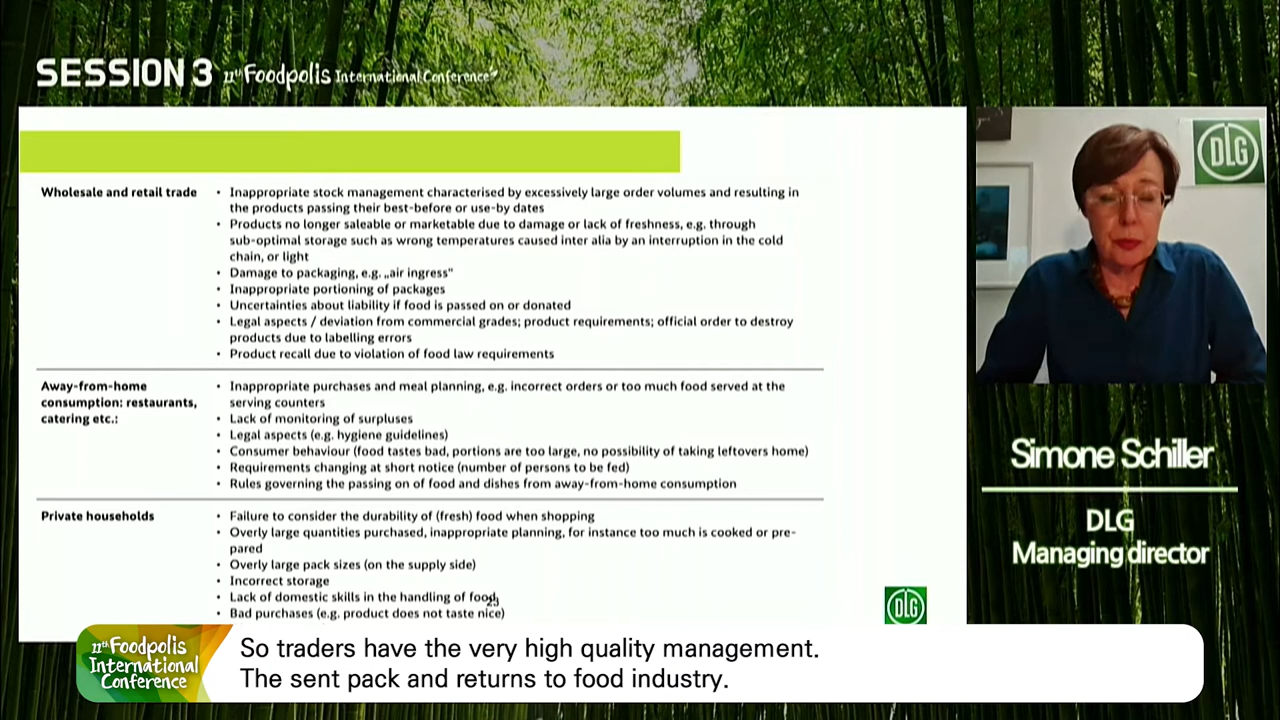 SESSION 3 11th Foodpolis International Conference
DLG
Wholesale and retail trade
• Inappropriate stock management characterised by excessively large order volumes and resulting in
the products passing their best-before or use-by dates
• Products no longer saleable or marketable due to damage or lack of freshness, e.g. through
sub-optimal storage such as wrong temperatures caused inter alia by an interruption in the cold
chain, or light
• Damage to packaging, e.g. „air ingress“
• Inappropriate portioning of packages
• Uncertainties about liability if food is passed on or donated
• Legal aspects / deviation from commercial grades; product requirements; official order to destroy
products due to labelling errors
• Product recall due to violation of food law requirements
Away-from-home
consumption: restaurants,
catering etc.:
• Inappropriate purchases and meal planning, e.g. incorrect orders or too much food served at the
serving counters
• Lack of monitoring of surpluses
• Legal aspects (e.g. hygiene guidelines)
• Consumer behaviour (food tastes bad, portions are too large, no possibility of taking leftovers home)
• Requirements changing at short notice (number of persons to be fed)
• Rules governing the passing on of food and dishes from away-from-home consumption
Private households
• Failure to consider the durability of (fresh) food when shopping
• Overly large quantities purchased, inappropriate planning, for instance too much is cooked or pre-
pared
• Overly large pack sizes (on the supply side)
• Incorrect storage
• Lack of domestic skills in the handling of food
• Bad purchases (e.g. product does not taste nice)
DLG
Simone Schiller
DLG
Managing director
11th Foodpolis
International
Conference
So traders have the very high quality management.
The sent pack and returns to food industry.